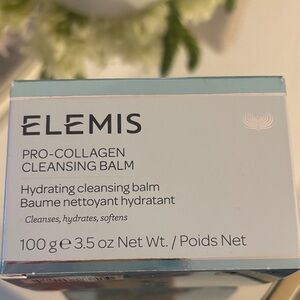 ELEMIS
PRO-COLLAGEN
CLEANSING BALM
Hydrating cleansing balm
Baume nettoyant hydratant
Cleanses, hydrates, softens
100 g ℮ 3.5 oz Net Wt. / Poids Net